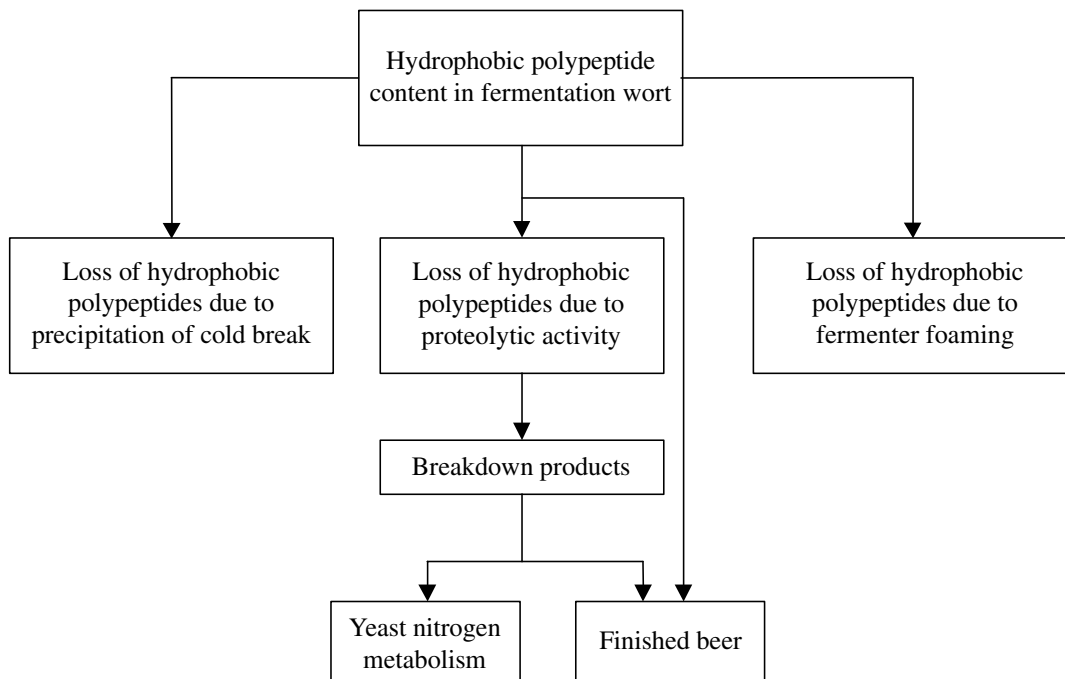 Hydrophobic polypeptide
content in fermentation wort
Loss of hydrophobic
polypeptides due to
precipitation of cold break
Loss of hydrophobic
polypeptides due to
proteolytic activity
Loss of hydrophobic
polypeptides due to
fermenter foaming
Breakdown products
Yeast nitrogen
metabolism
Finished beer